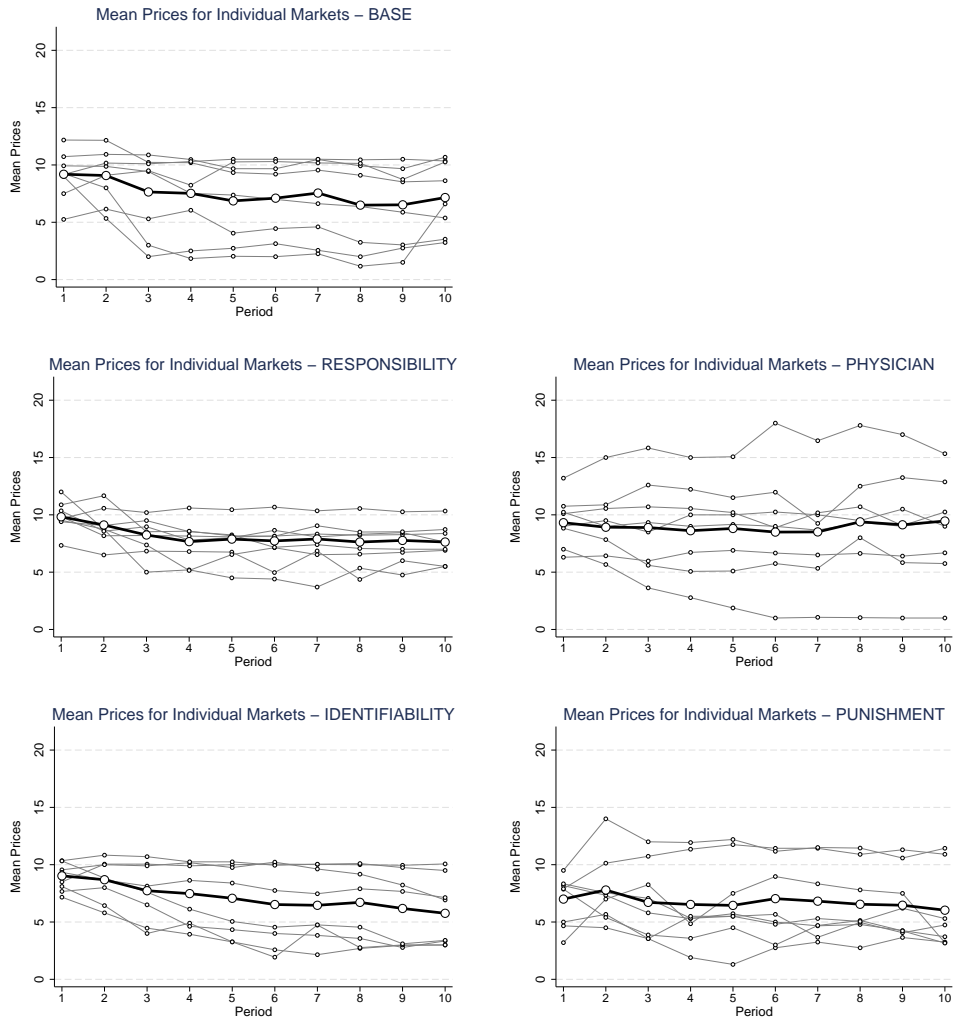 Mean Prices for Individual Markets – BASE
20
15
10
5
0
Mean Prices
1 2 3 4 5 6 7 8 9 10
Period
Mean Prices for Individual Markets – RESPONSIBILITY
20
15
10
5
0
Mean Prices
1 2 3 4 5 6 7 8 9 10
Period
Mean Prices for Individual Markets – PHYSICIAN
20
15
10
5
0
Mean Prices
1 2 3 4 5 6 7 8 9 10
Period
Mean Prices for Individual Markets – IDENTIFIABILITY
20
15
10
5
0
Mean Prices
1 2 3 4 5 6 7 8 9 10
Period
Mean Prices for Individual Markets – PUNISHMENT
20
15
10
5
0
Mean Prices
1 2 3 4 5 6 7 8 9 10
Period